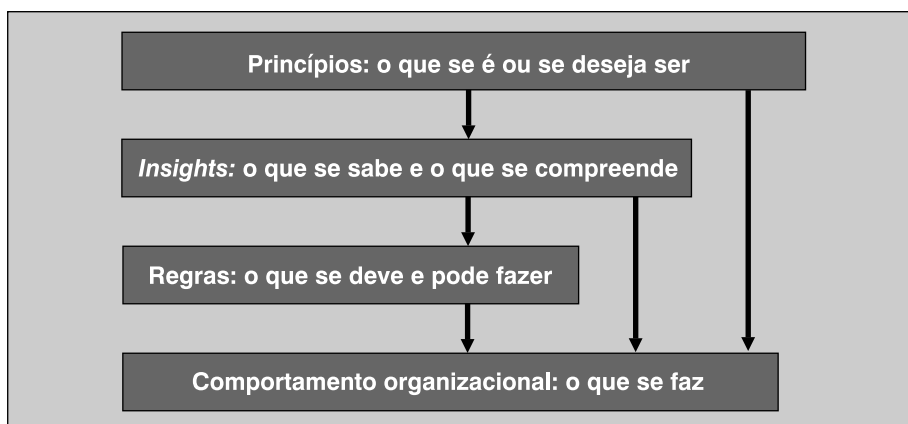 Princípios: o que se é ou se deseja ser
Insights: o que se sabe e o que se compreende
Regras: o que se deve e pode fazer
Comportamento organizacional: o que se faz